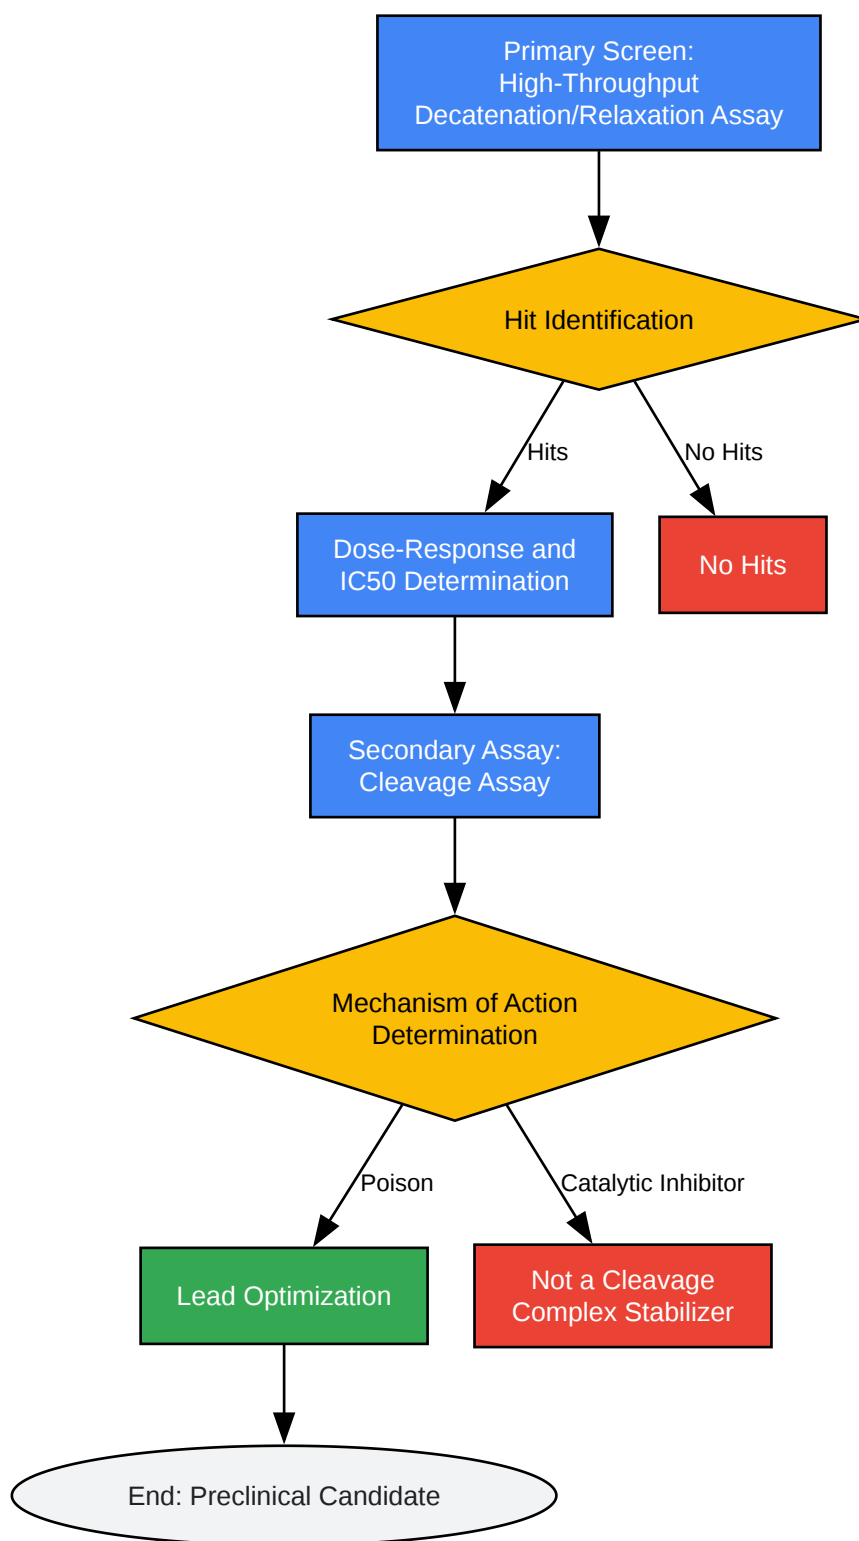 Primary Screen:
High-Throughput
Decatenation/Relaxation Assay
Hit Identification
Hits
No Hits
Dose-Response and
IC50 Determination
No Hits
Secondary Assay:
Cleavage Assay
Mechanism of Action
Determination
Poison
Catalytic Inhibitor
Lead Optimization
Not a Cleavage
Complex Stabilizer
End: Preclinical Candidate